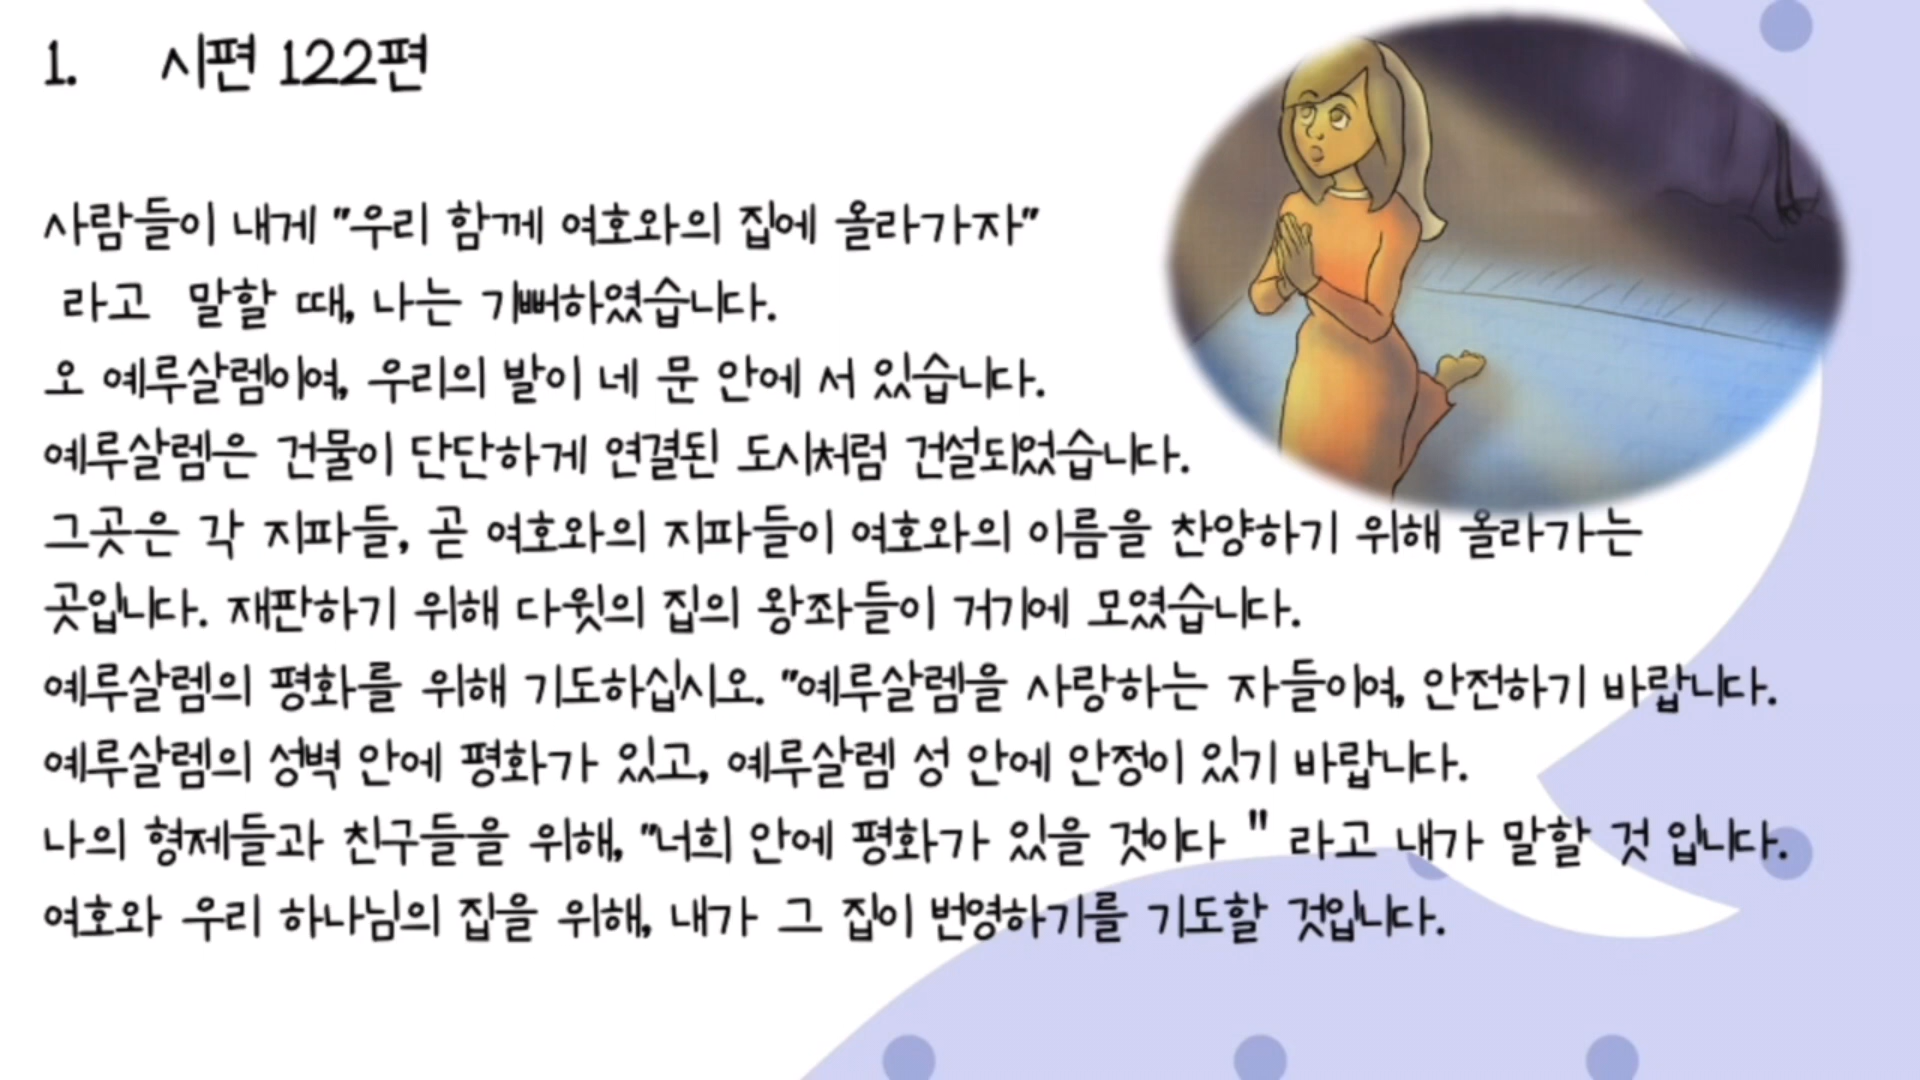 1. 시편 122편
사람들이 내게 "우리 함께 여호와의 집에 올라가자"
라고 말할 때, 나는 기뻐하였습니다.
오 예루살렘이여, 우리의 발이 네 문 안에 서 있습니다.
예루살렘은 건물이 단단하게 연결된 도시처럼 건설되었습니다.
그곳은 각 지파들, 곧 여호와의 지파들이 여호와의 이름을 찬양하기 위해 올라가는
곳입니다. 재판하기 위해 다윗의 집의 왕좌들이 거기에 모였습니다.
예루살렘의 평화를 위해 기도하십시오. "예루살렘을 사랑하는 자들이여, 안전하기 바랍니다.
예루살렘의 성벽 안에 평화가 있고, 예루살렘 성 안에 안정이 있기 바랍니다.
나의 형제들과 친구들을 위해, "너희 안에 평화가 있을 것이다 " 라고 내가 말할 것 입니다.
여호와 우리 하나님의 집을 위해, 내가 그 집이 번영하기를 기도할 것입니다.